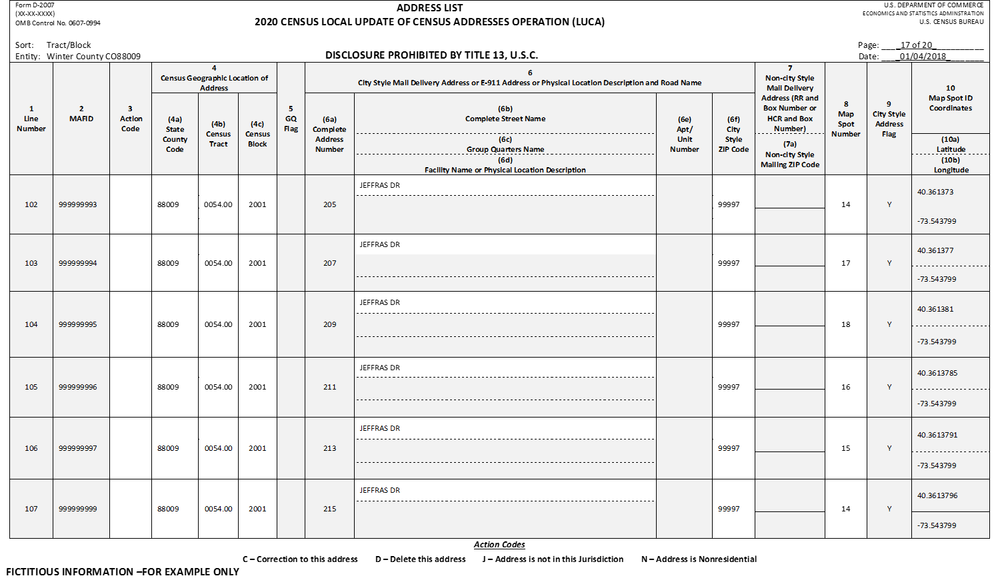 Form D-2007
(XX-XX-XXXX)
OMB Control No. 0607-0994
ADDRESS LIST
2020 CENSUS LOCAL UPDATE OF CENSUS ADDRESSES OPERATION (LUCA)
U.S. DEPARTMENT OF COMMERCE
ECONOMICS AND STATISTICS ADMINSTRATION
U.S. CENSUS BUREAU
Sort: Tract/Block
Entity: Winter County CO88009
DISCLOSURE PROHIBITED BY TITLE 13, U.S.C.
Page: ____17 of 20___________
Date: ____01/04/2018________
1
Line
Number
2
MAFID
3
Action
Code
4
Census Geographic Location of
Address
(4a)
State
County
Code
(4b)
Census
Tract
(4c)
Census
Block
5
GQ
Flag
6
City Style Mail Delivery Address or E-911 Address or Physical Location Description and Road Name
(6a)
Complete
Address
Number
(6b)
Complete Street Name
(6c)
Group Quarters Name
(6d)
Facility Name or Physical Location Description
(6e)
Apt/
Unit
Number
(6f)
City
Style
ZIP Code
7
Non-city Style
Mail Delivery
Address (RR and
Box Number or
HCR and Box
Number)
(7a)
Non-city Style
Mailing ZIP Code
8
Map
Spot
Number
9
City Style
Address
Flag
10
Map Spot ID
Coordinates
(10a)
Latitude
(10b)
Longitude
JEFFRAS DR
102 999999993 88009 0054.00 2001 205 99997 14 Y
40.361373
-73.543799
JEFFRAS DR
103 999999994 88009 0054.00 2001 207 99997 17 Y
40.361377
-73.543799
JEFFRAS DR
104 999999995 88009 0054.00 2001 209 99997 18 Y
40.361381
-73.543799
JEFFRAS DR
105 999999996 88009 0054.00 2001 211 99997 16 Y
40.3613785
-73.543799
JEFFRAS DR
106 999999997 88009 0054.00 2001 213 99997 15 Y
40.3613791
-73.543799
JEFFRAS DR
107 999999999 88009 0054.00 2001 215 99997 14 Y
40.3613796
-73.543799
Action Codes
C – Correction to this address D – Delete this address J – Address is not in this Jurisdiction N – Address is Nonresidential
FICTITIOUS INFORMATION –FOR EXAMPLE ONLY